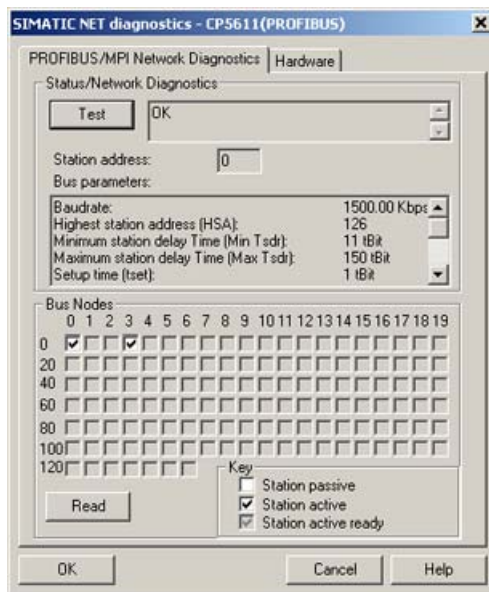 SIMATIC NET diagnostics - CP5611(PROFIBUS)
PROFIBUS/MPI Network Diagnostics Hardware
Status/Network Diagnostics
Test OK
Station address: 0
Bus parameters:
Baudrate: 1500.00 Kbps
Highest station address (HSA): 126
Minimum station delay Time (Min Tsdr): 11 tBit
Maximum station delay Time (Max Tsdr): 150 tBit
Setup time (tset): 1 tBit
Bus Nodes
0 1 2 3 4 5 6 7 8 9 10 11 12 13 14 15 16 17 18 19
0
20
40
60
80
100
120
Key
Station passive
Read
Station active
Station active ready
OK Cancel Help